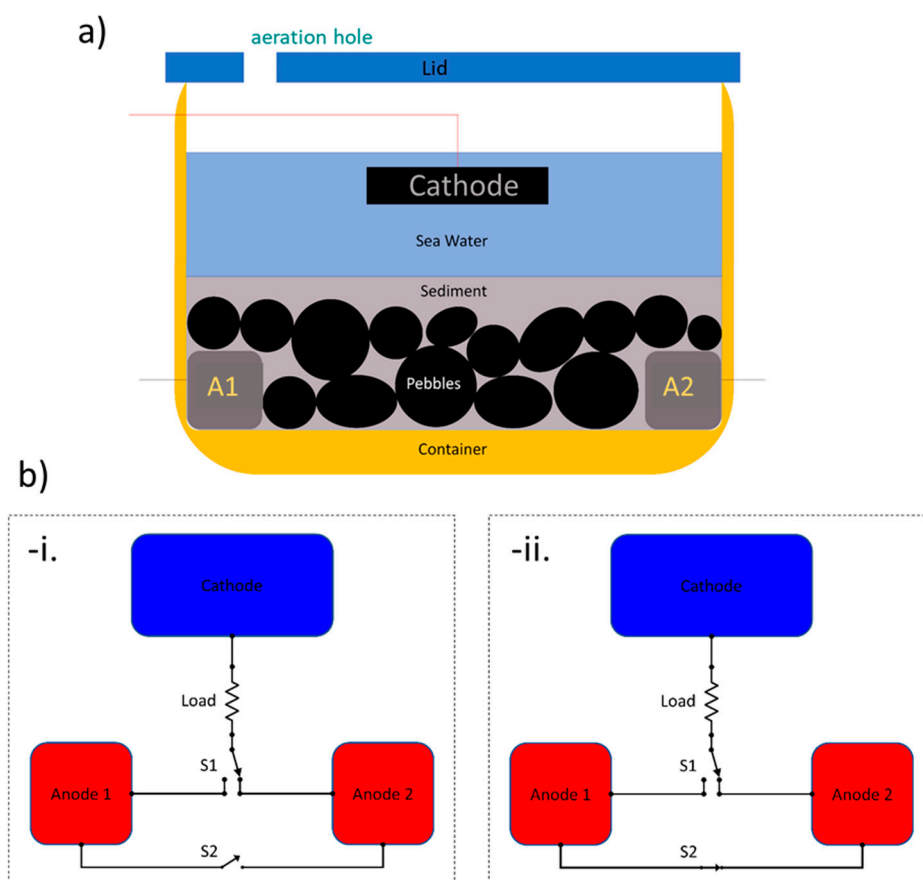 a)
aeration hole
Lid
Cathode
Sea Water
Sediment
A1
Pebbles
A2
Container
b)
-i.
Cathode
Load
S1
Anode 1
Anode 2
S2
-ii.
Cathode
Load
S1
Anode 1
Anode 2
S2